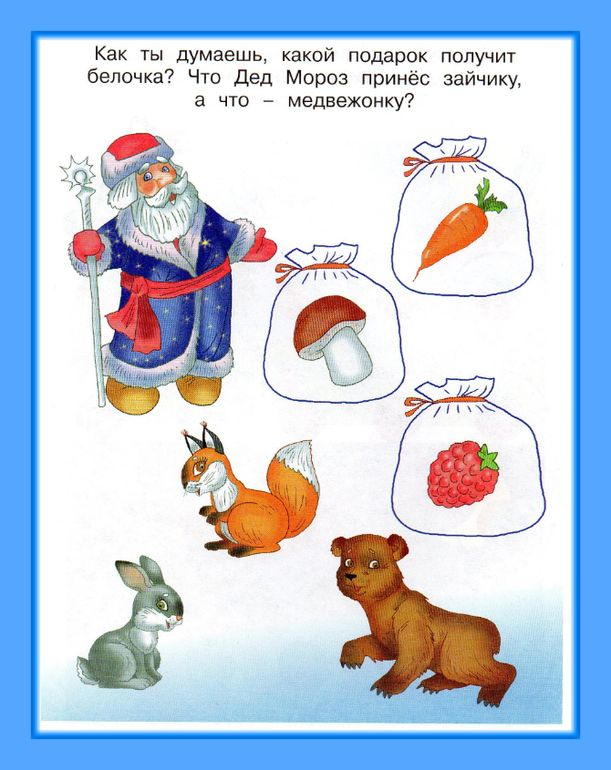 Как ты думаешь, какой подарок получит
белочка? Что Дед Мороз принёс зайчику,
а что – медвежонку?